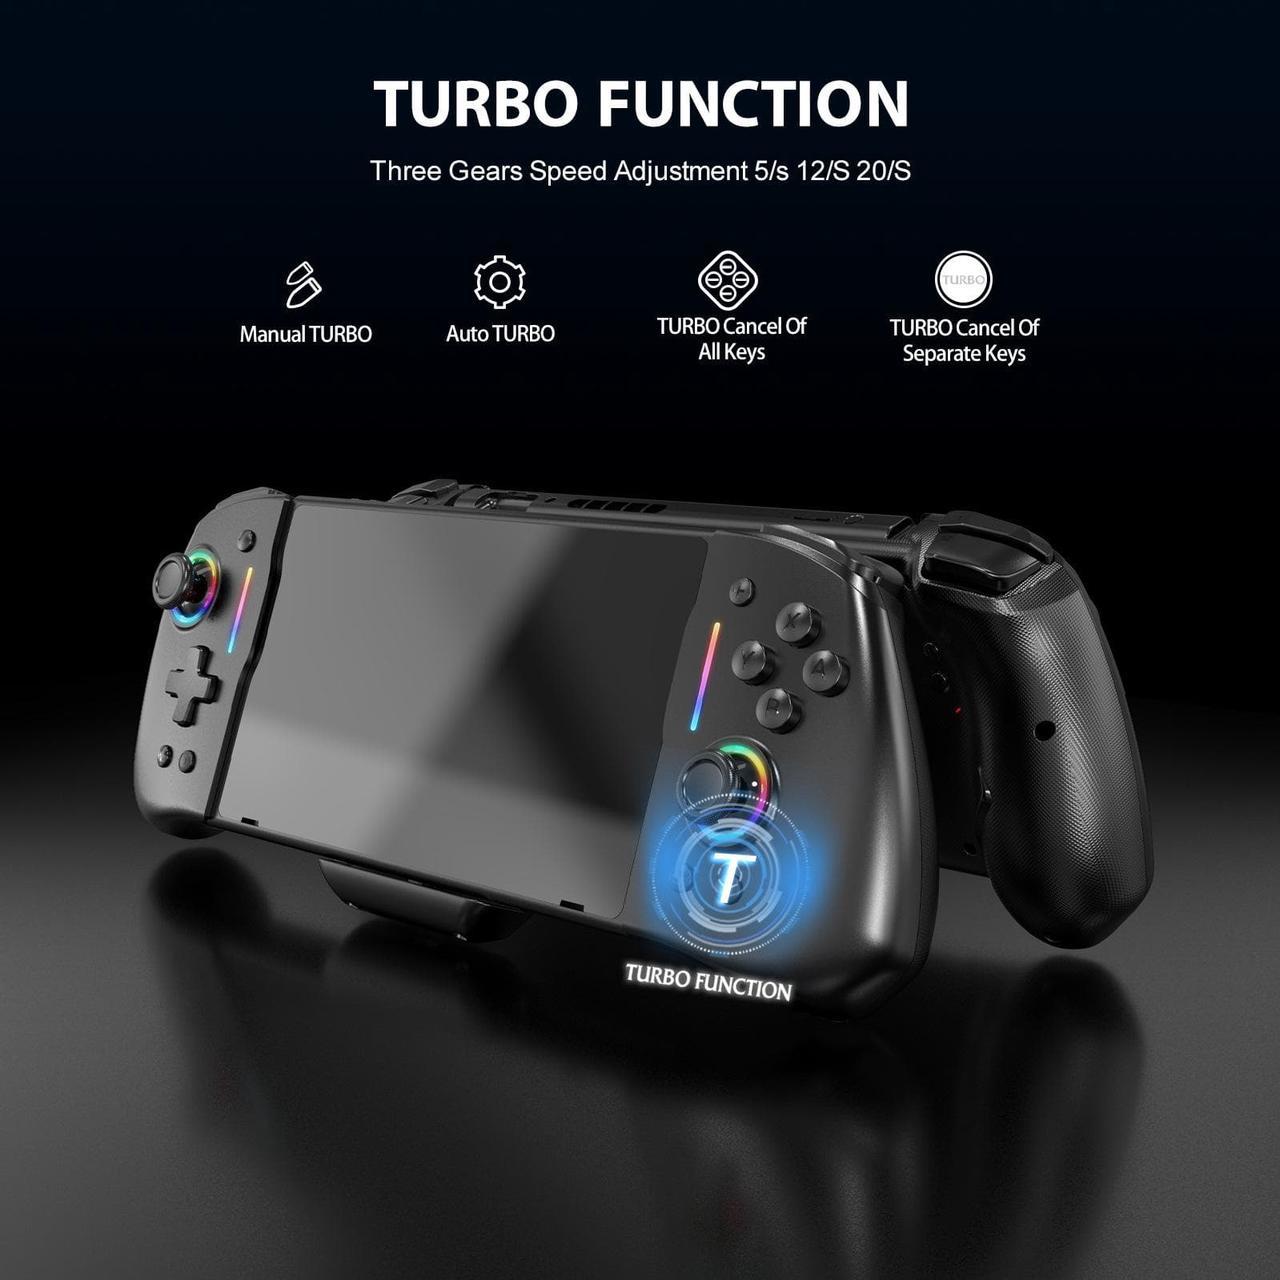 TURBO FUNCTION
Three Gears Speed Adjustment 5/s 12/S 20/S
TURBO
Manual TURBO
Auto TURBO
TURBO Cancel Of
All Keys
TURBO Cancel Of
Separate Keys
H
X
Y
A
B
T
TURBO FUNCTION